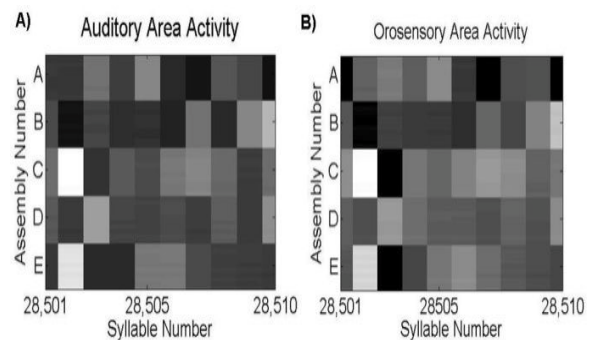 A)
Auditory Area Activity
Assembly Number
A
B
C
D
E
28,501
28,505
28,510
Syllable Number
B)
Orosensory Area Activity
Assembly Number
A
B
C
D
E
28,501
28505
28,510
Syllable Number